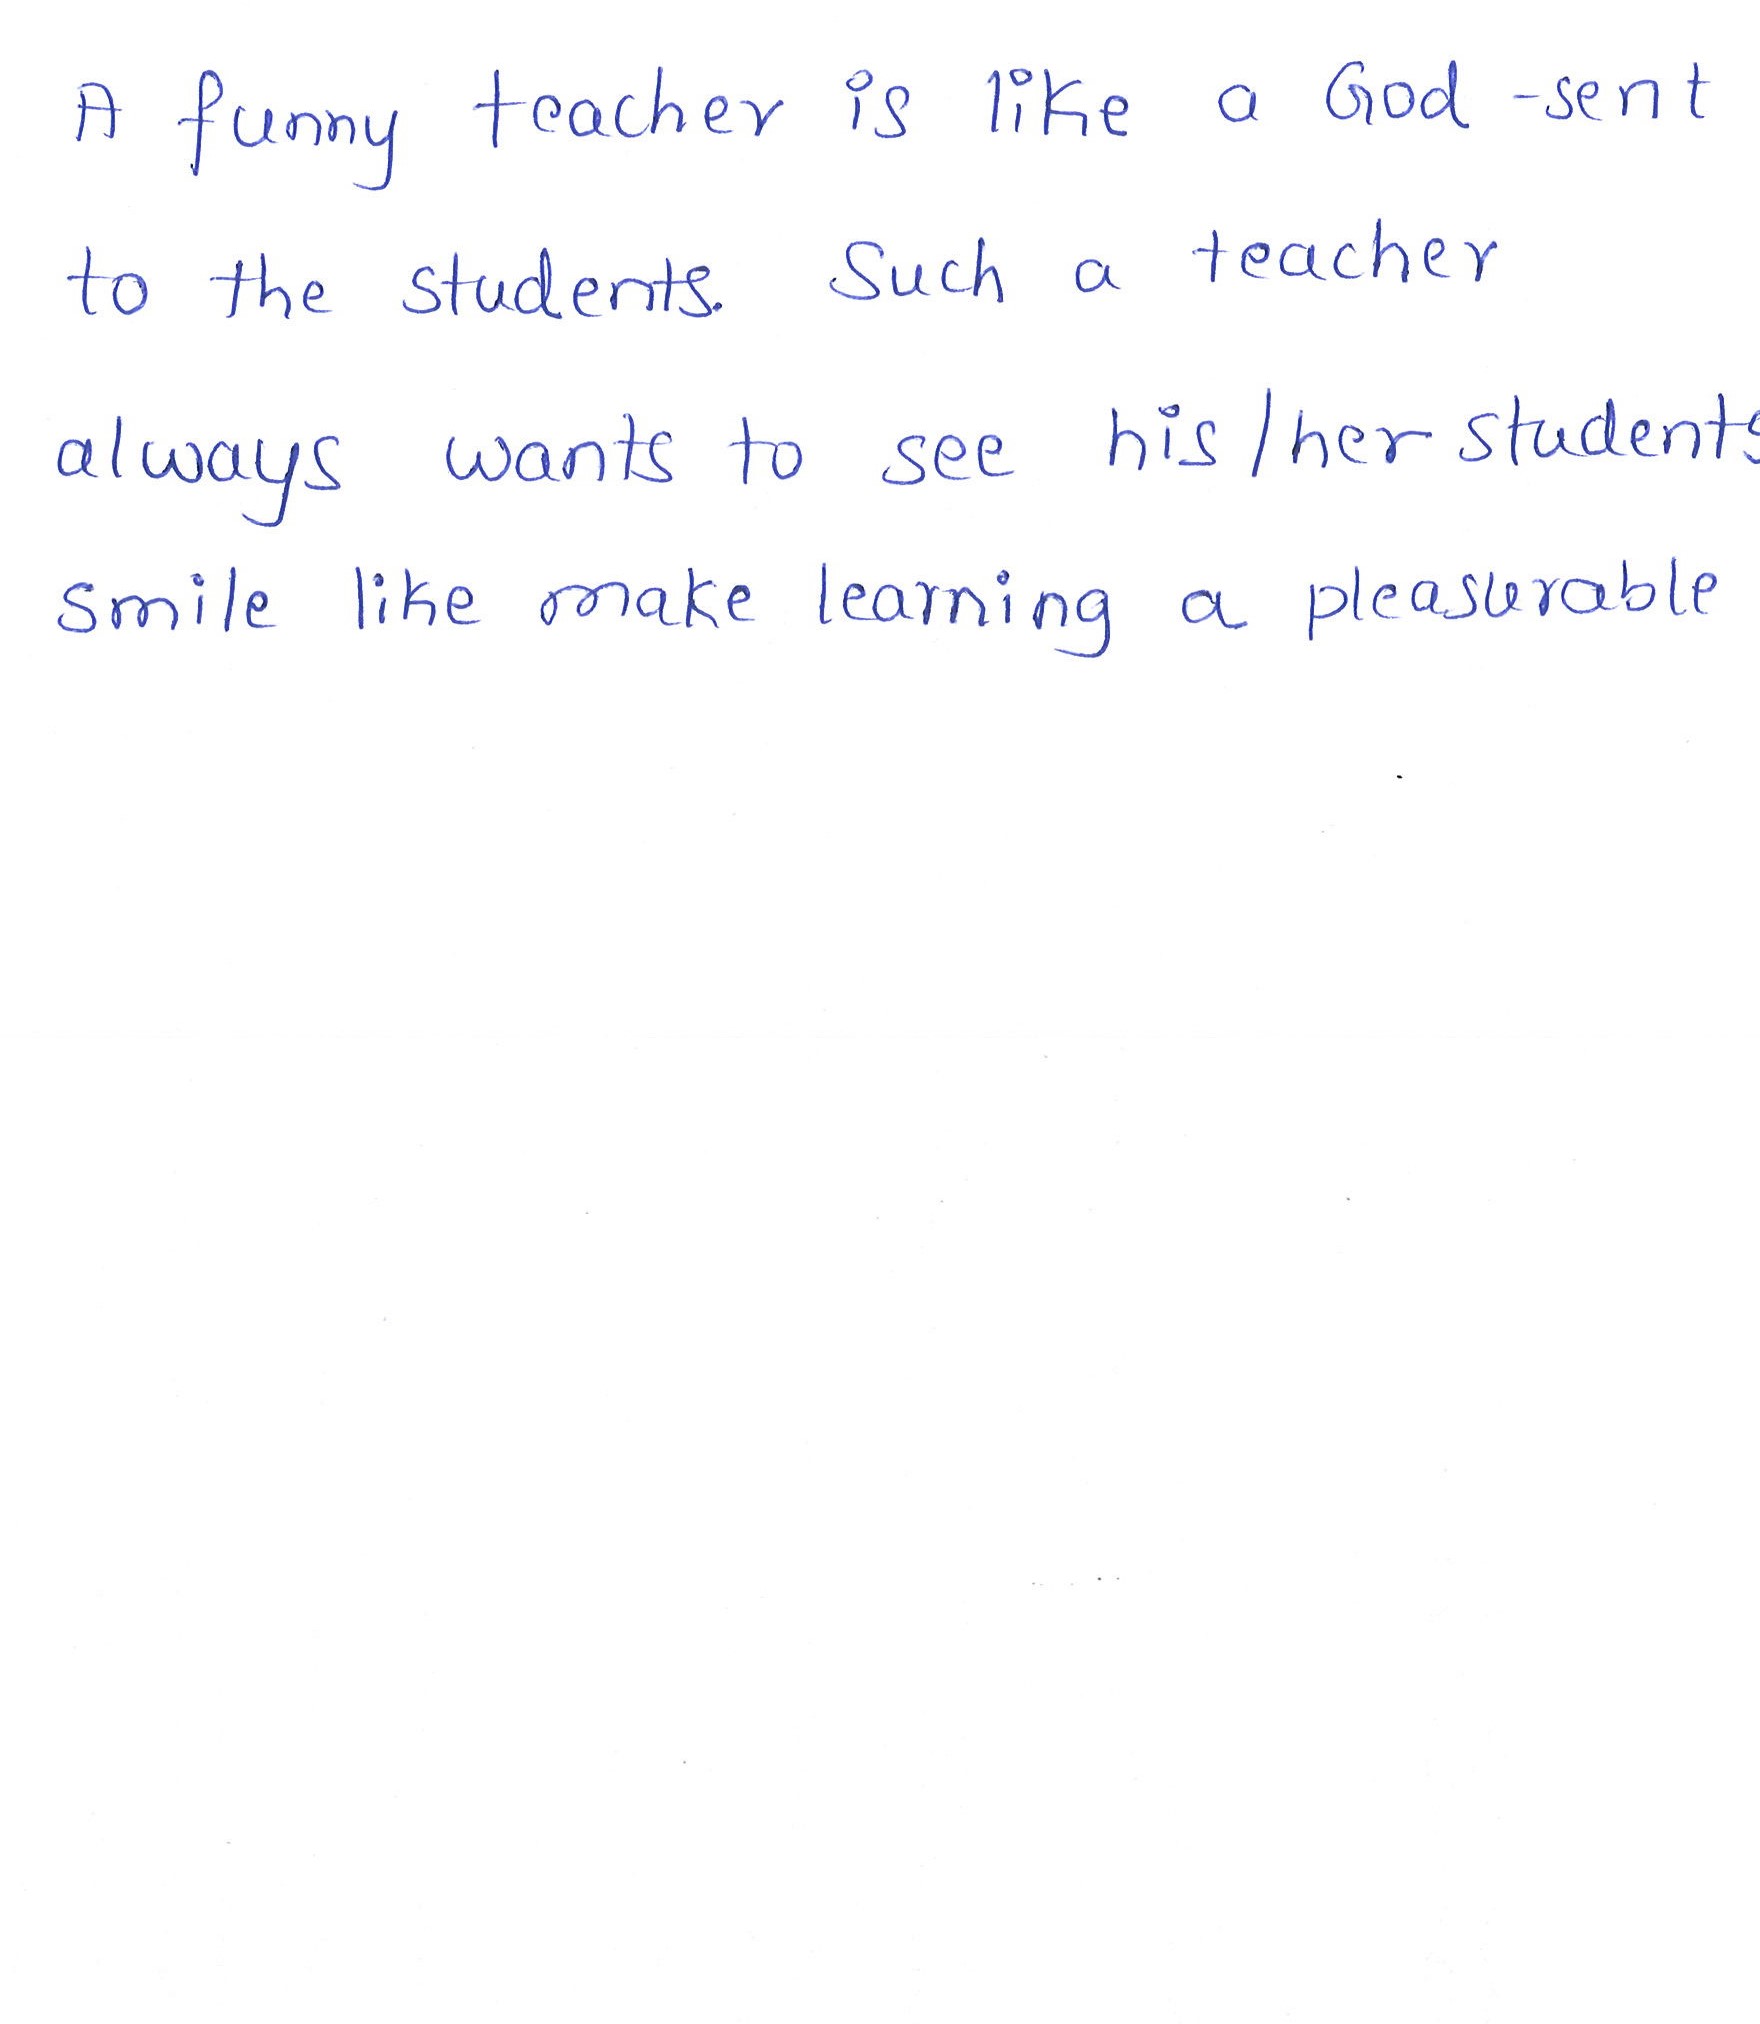 A funny teacher is like a God-sent
to the students. Such a teacher
always wants to see his/her students
smile like make learning a pleasurable